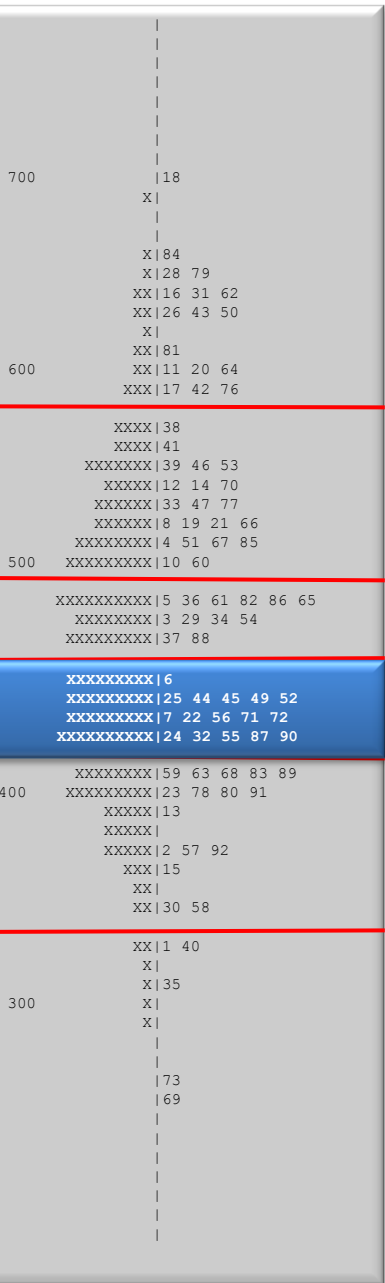 |
|
|
|
|
|
|
|
700 |18
X|
|
|
X|84
X|28 79
XX|16 31 62
XX|26 43 50
X|
XX|81
600 XX|11 20 64
XXX|17 42 76
XXXX|38
XXXX|41
XXXXXXX|39 46 53
XXXXX|12 14 70
XXXXXX|33 47 77
XXXXXX|8 19 21 66
XXXXXXXX|4 51 67 85
500 XXXXXXXXX|10 60
XXXXXXXXXX|5 36 61 82 86 65
XXXXXXXX|3 29 34 54
XXXXXXXXX|37 88
XXXXXXXXX|6
XXXXXXXXX|25 44 45 49 52
XXXXXXXXX|7 22 56 71 72
XXXXXXXXXX|24 32 55 87 90
XXXXXXXX|59 63 68 83 89
400 XXXXXXXXX|23 78 80 91
XXXXX|13
XXXXX|
XXXXX|2 57 92
XXX|15
XX|
XX|30 58
XX|1 40
X|
X|35
300 X|
X|
|
|
|73
|69
|
|
|
|
|
|
|